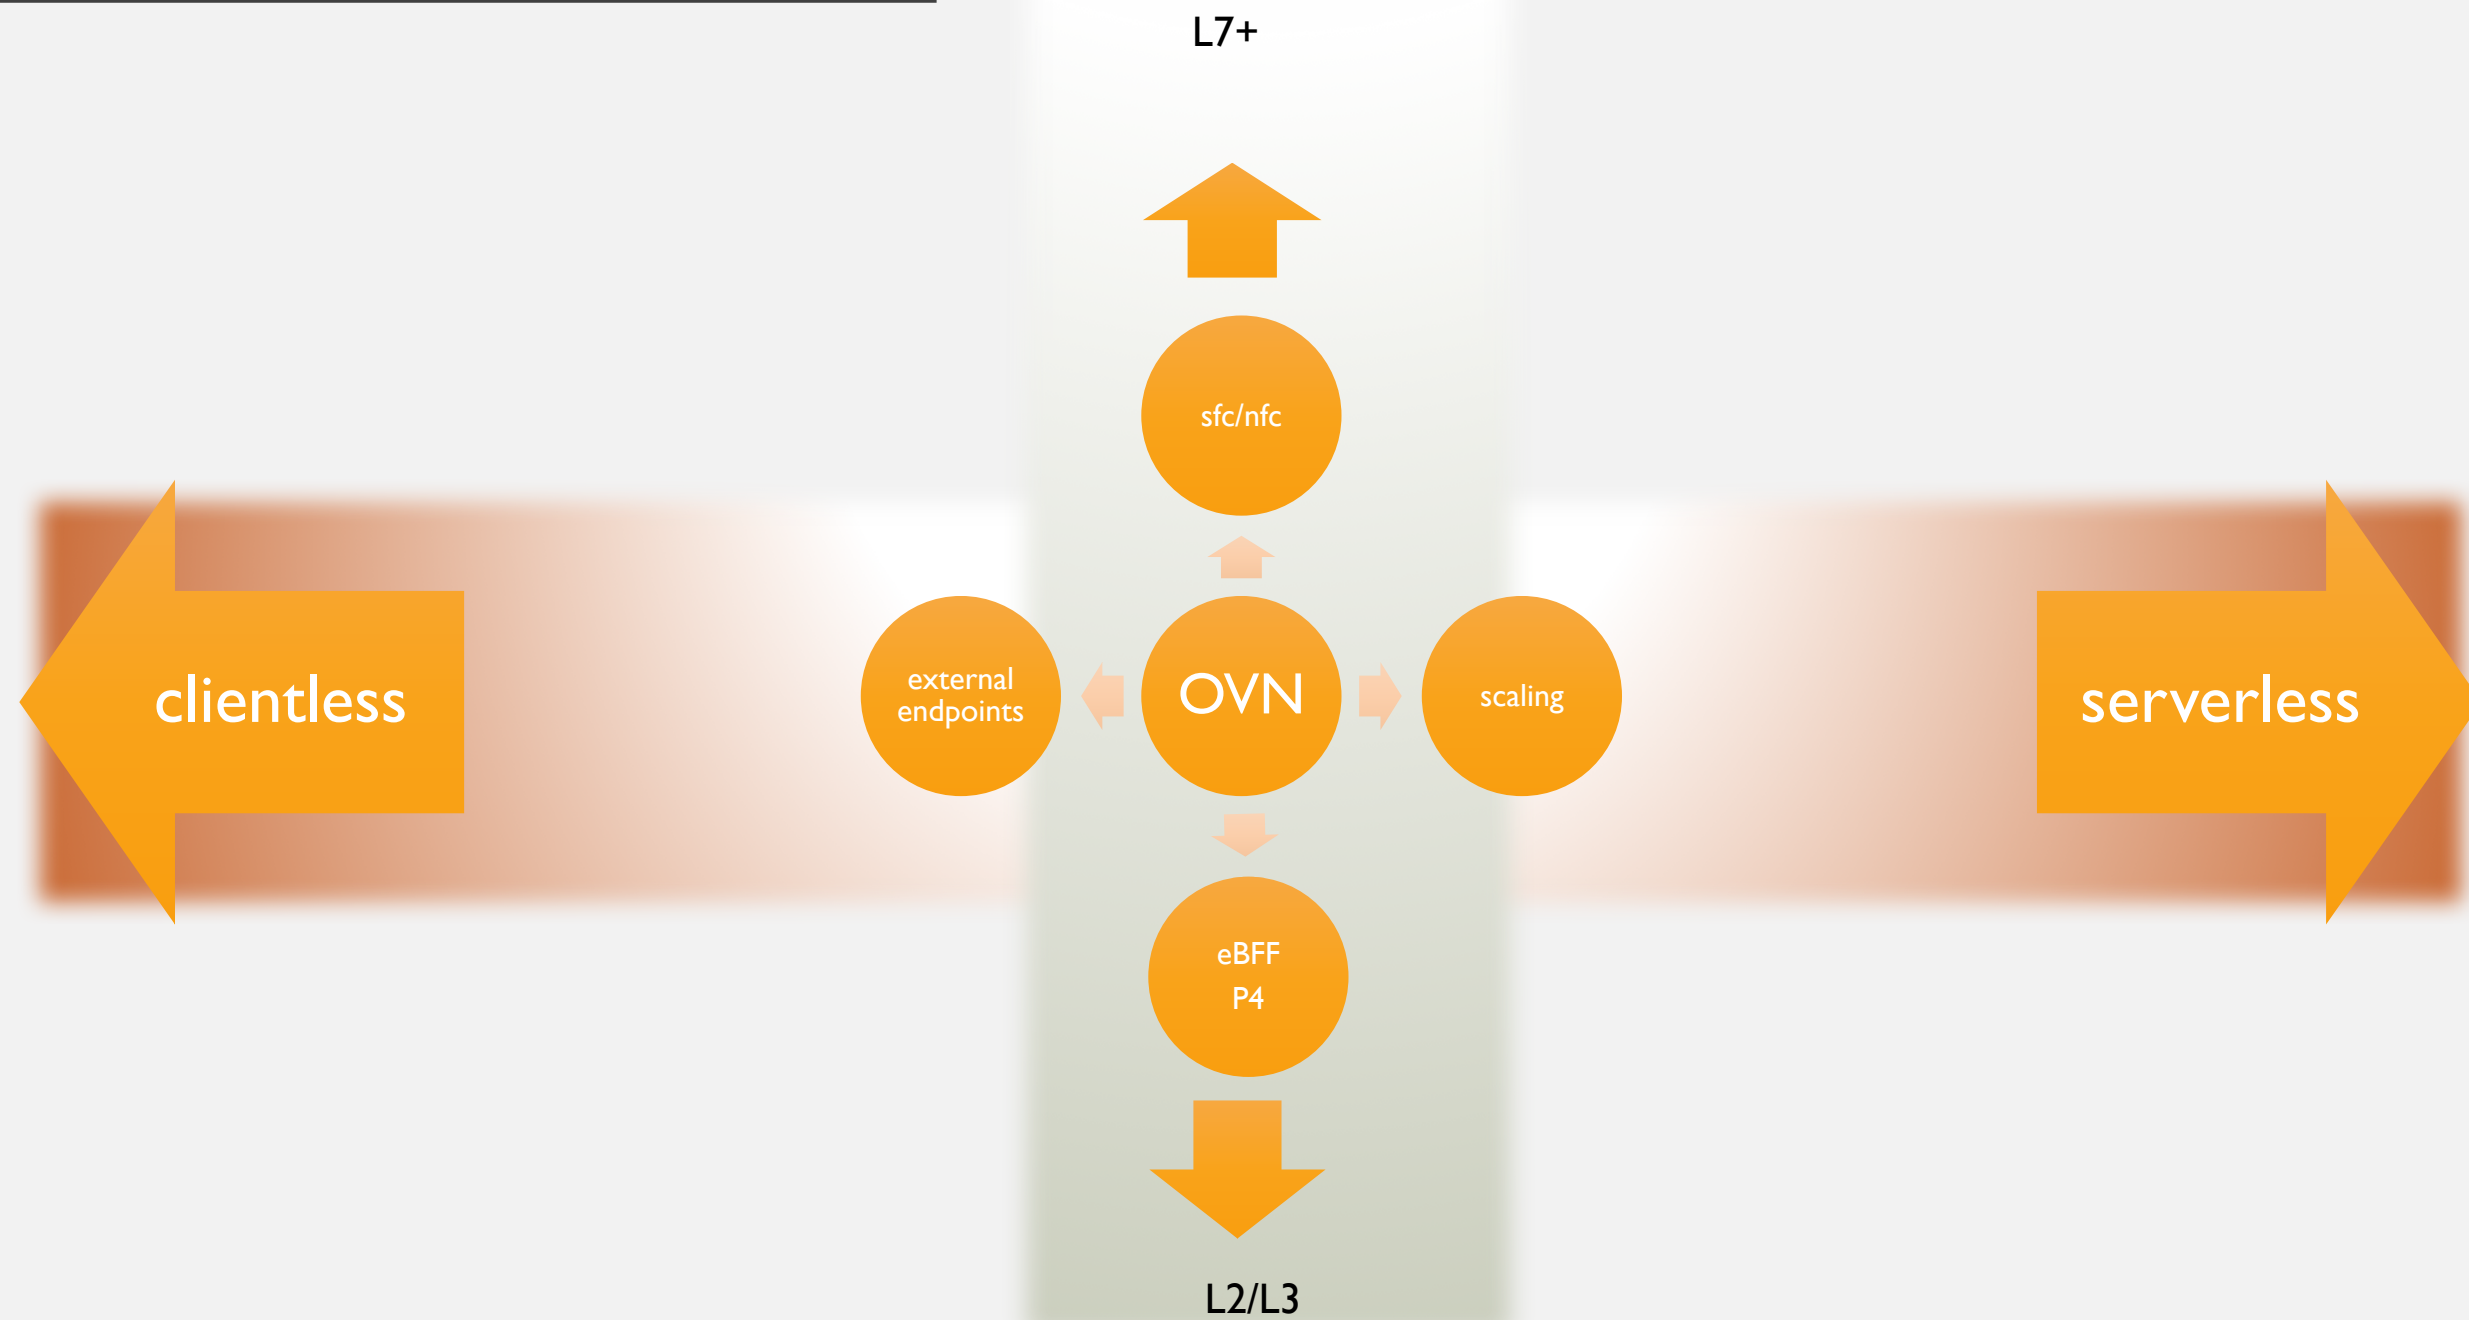 L7+
sfc/nfc
clientless
external
endpoints
OVN
scaling
serverless
eBFF
P4
L2/L3